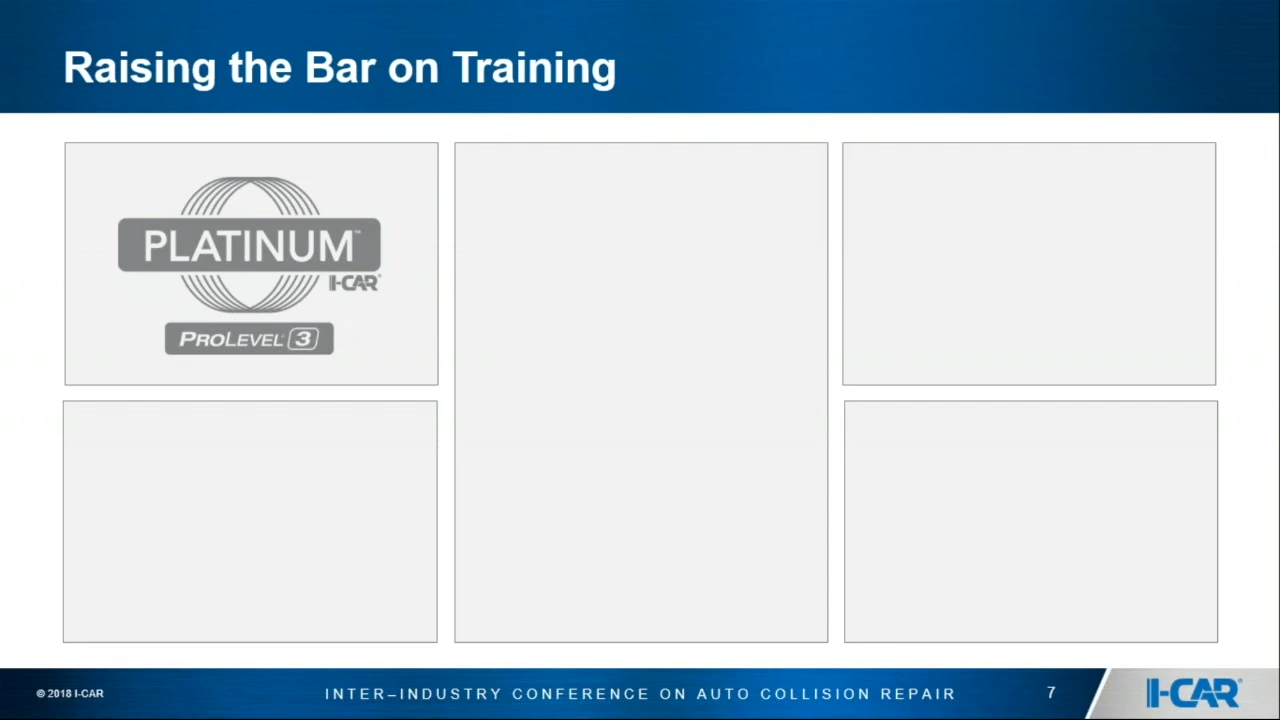 Raising the Bar on Training
PLATINUM™
I-CAR®
PROLEVEL® 3
© 2018 I-CAR
INTER–INDUSTRY CONFERENCE ON AUTO COLLISION REPAIR
7
I-CAR®